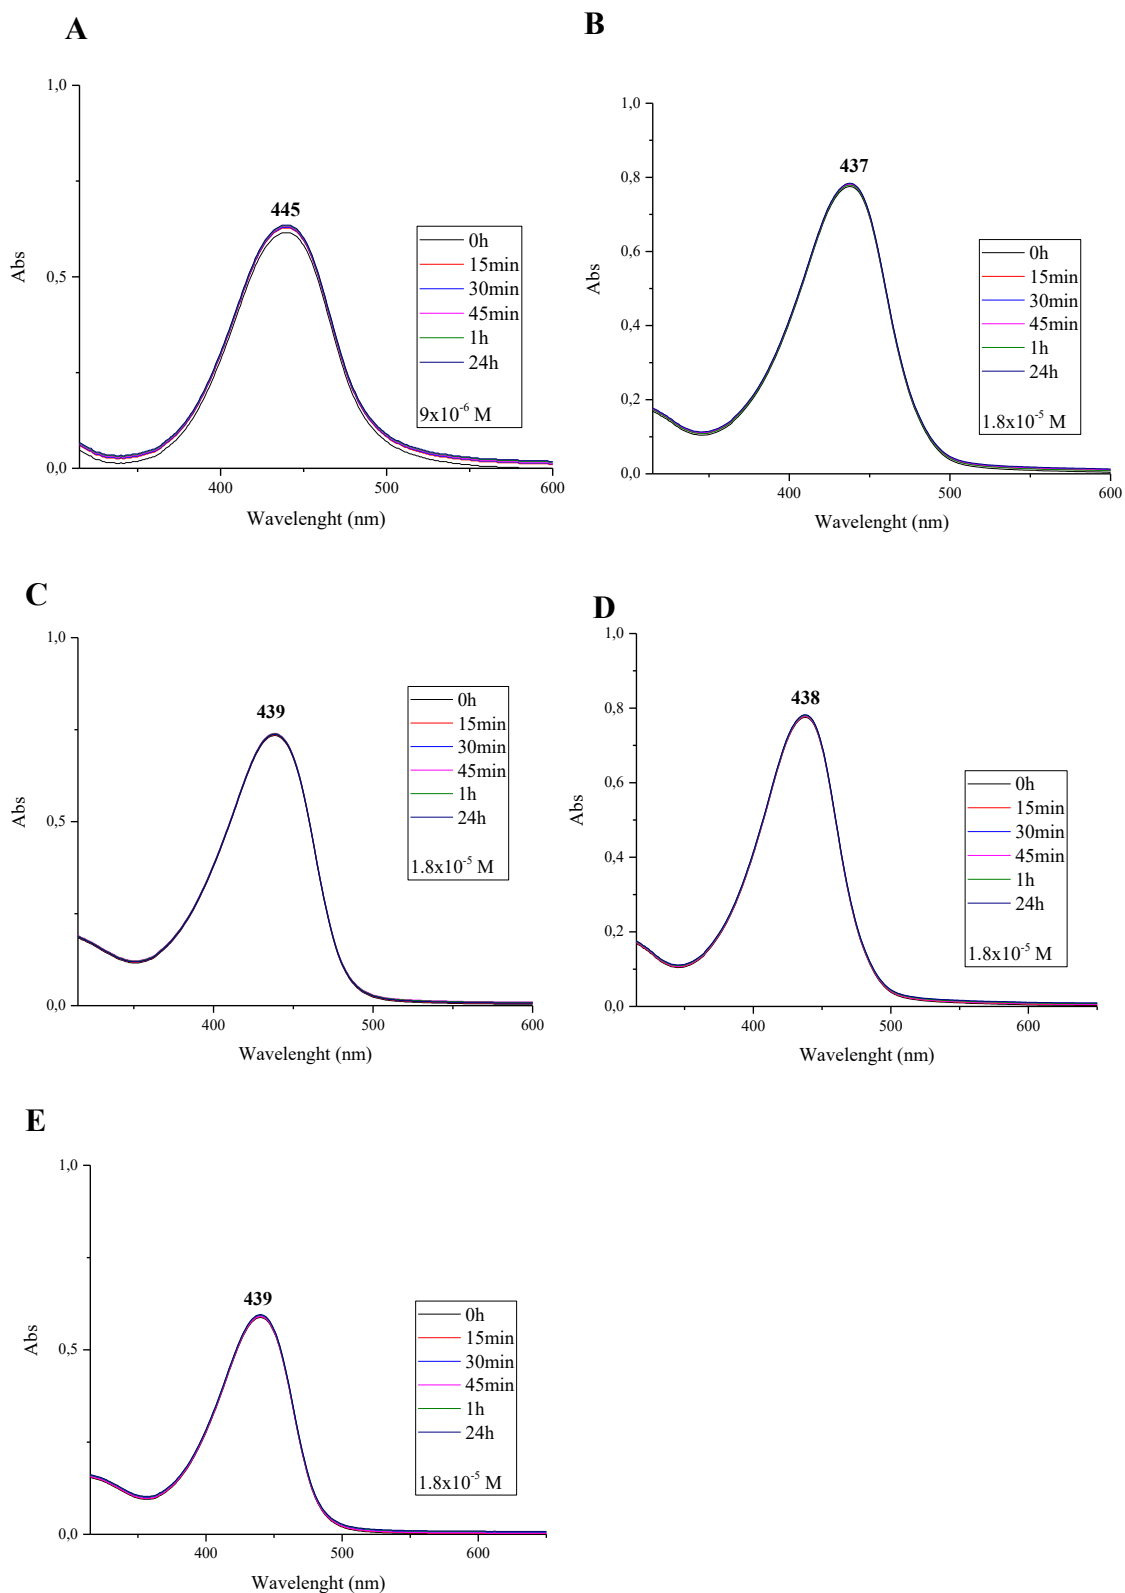 A
1,0
0,5
0,0
Abs
445
0h
15min
30min
45min
1h
24h
9x10⁻⁶ M
400
500
600
Wavelenght (nm)
B
1,0
0,8
0,6
0,4
0,2
0,0
Abs
437
0h
15min
30min
45min
1h
24h
1.8x10⁻⁵ M
400
500
600
Wavelenght (nm)
C
1,0
0,5
0,0
Abs
439
0h
15min
30min
45min
1h
24h
1.8x10⁻⁵ M
400
500
600
Wavelenght (nm)
D
1,0
0,8
0,6
0,4
0,2
0,0
Abs
438
0h
15min
30min
45min
1h
24h
1.8x10⁻⁵ M
400
500
600
Wavelenght (nm)
E
1,0
0,5
0,0
Abs
439
0h
15min
30min
45min
1h
24h
1.8x10⁻⁵ M
400
500
600
Wavelenght (nm)